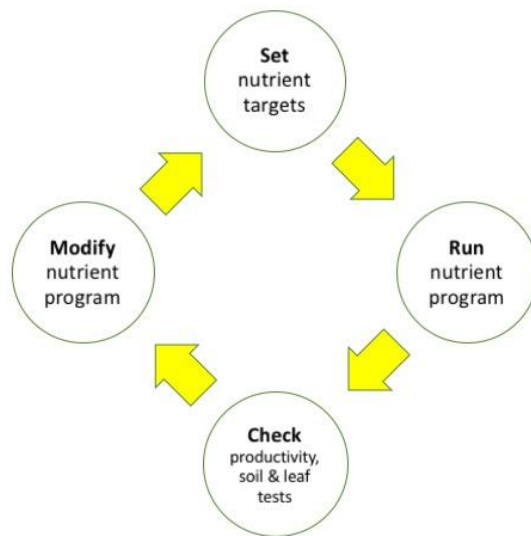 Set
nutrient
targets
Run
nutrient
program
Check
productivity,
soil & leaf
tests
Modify
nutrient
program